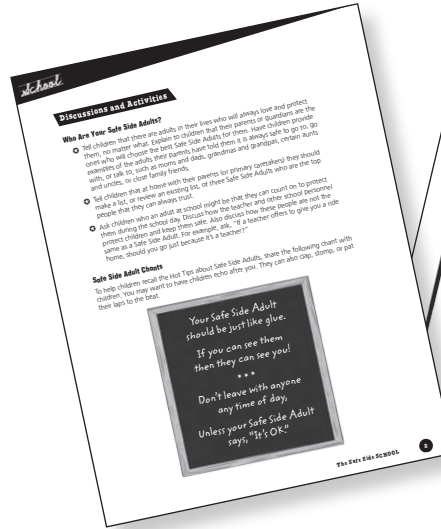 School
Discussions and Activities
Who Are Your Safe Side Adults?
Tell children that there are adults in their lives who will always love and protect
them, no matter what. Explain to children that their parents or guardians are the
ones who will choose the best Safe Side Adults for them. Have children provide
examples of the adults their parents have told them it is always safe to go to, go
with, or talk to, such as moms and dads, grandmas and grandpas, certain aunts
and uncles, or close family friends.
Tell children that at home with their parents (or primary caretakers) they should
make a list, or review an existing list, of three Safe Side Adults who are the top
people that they can always trust.
Ask children who an adult at school might be that they can count on to protect
them during the school day. Discuss how the teacher and other school personnel
protect children and keep them safe. Also discuss how these people are not the
same as a Safe Side Adult. For example, ask, "If a teacher offers to give you a ride
home, should you go just because it's a teacher?"
Safe Side Adult Chants
To help children recall the Hot Tips about Safe Side Adults, share the following chant with
children. You may want to have children echo after you. They can also clap, stomp, or pat
their laps to the beat.
Your Safe Side Adult
should be just like glue.
If you can see them
then they can see you!
* * *
Don't leave with anyone
any time of day,
Unless your Safe Side Adult
says, "It's OK."
The Safe Side SCHOOL